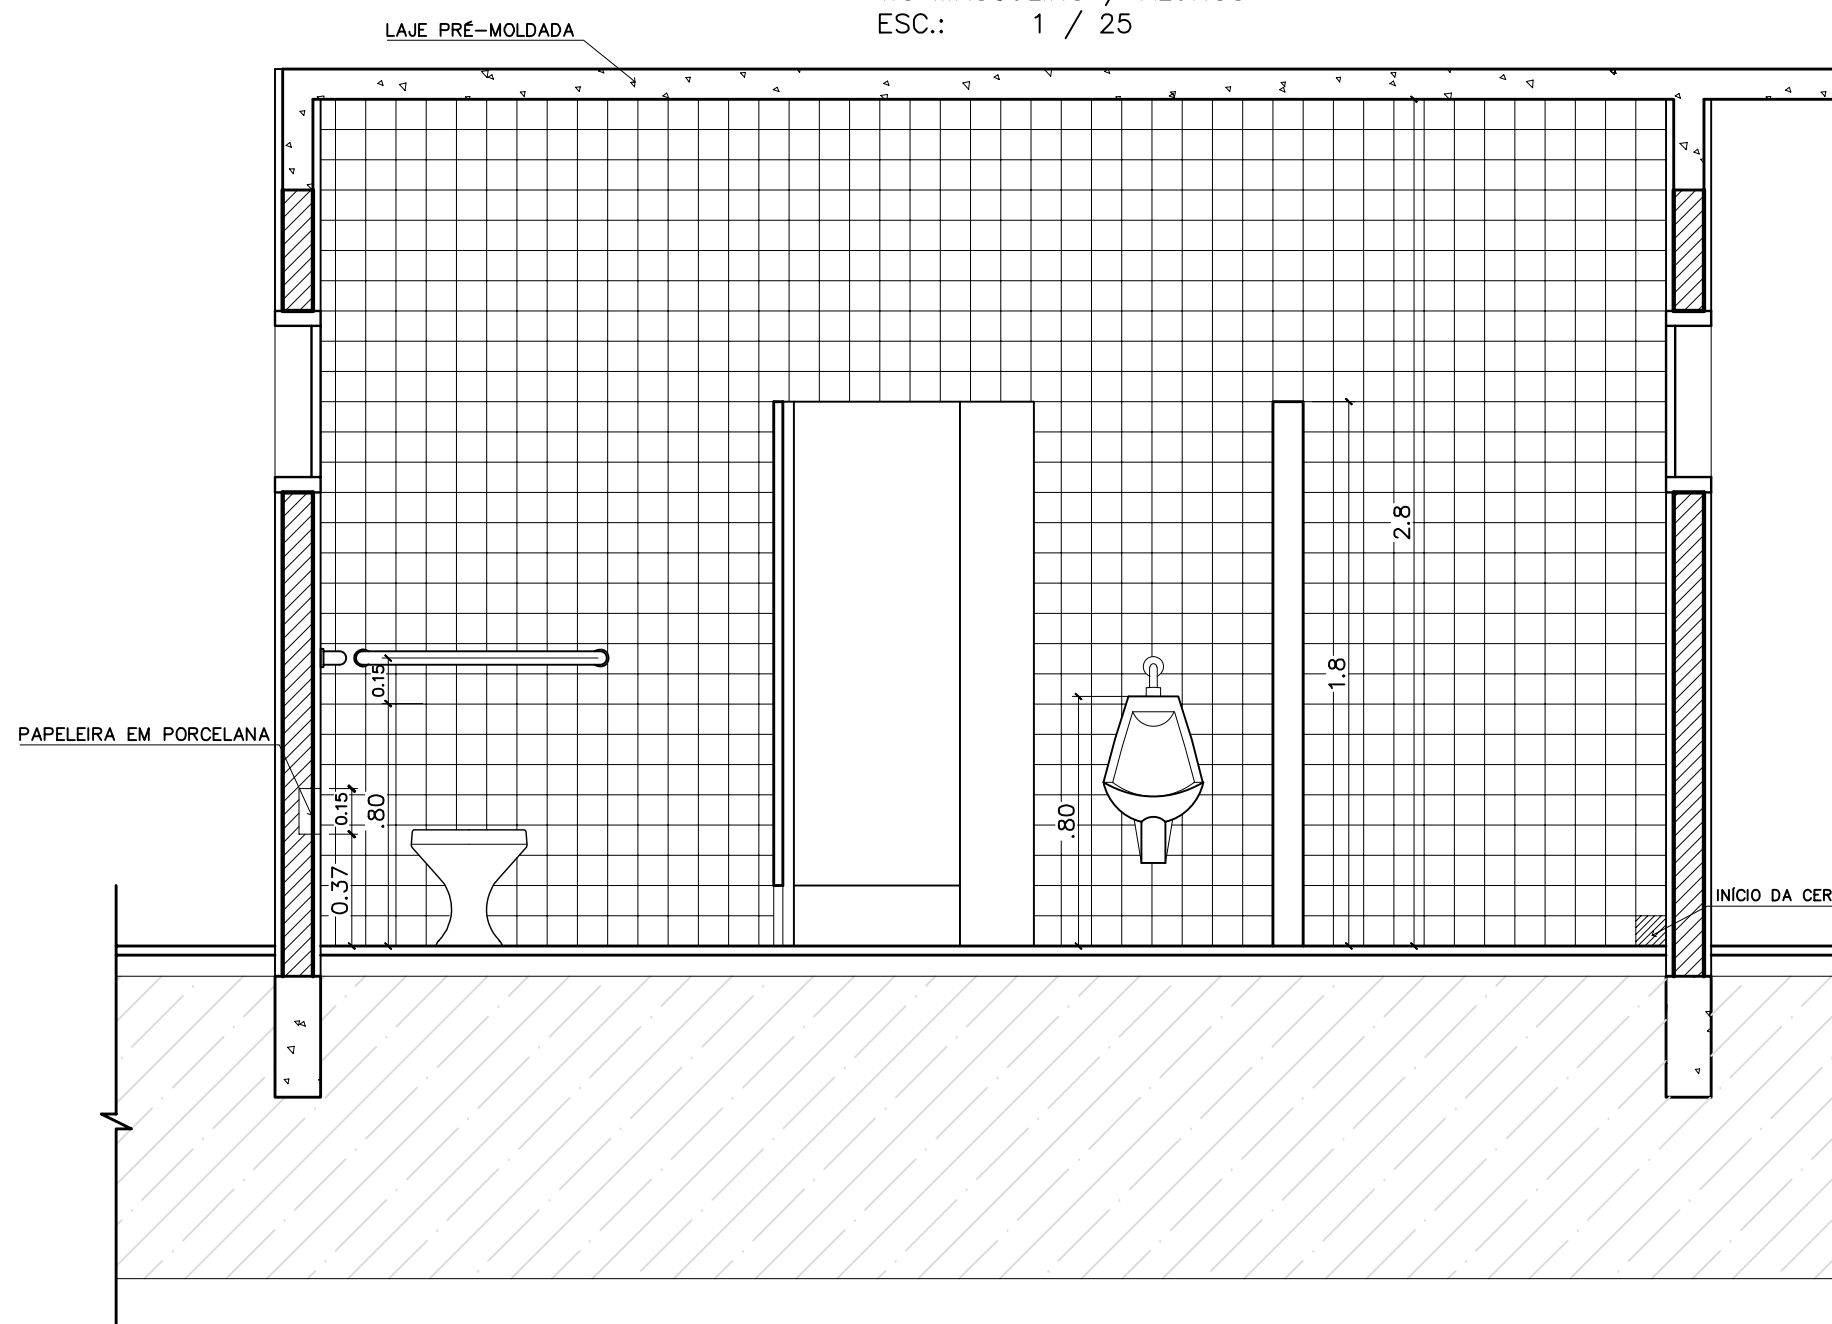 ESC.: 1 / 25
LAJE PRÉ-MOLDADA
2.8
1.8
0.15
PAPELEIRA EM PORCELANA
0.15
.80
.80
0.37
INÍCIO DA CER